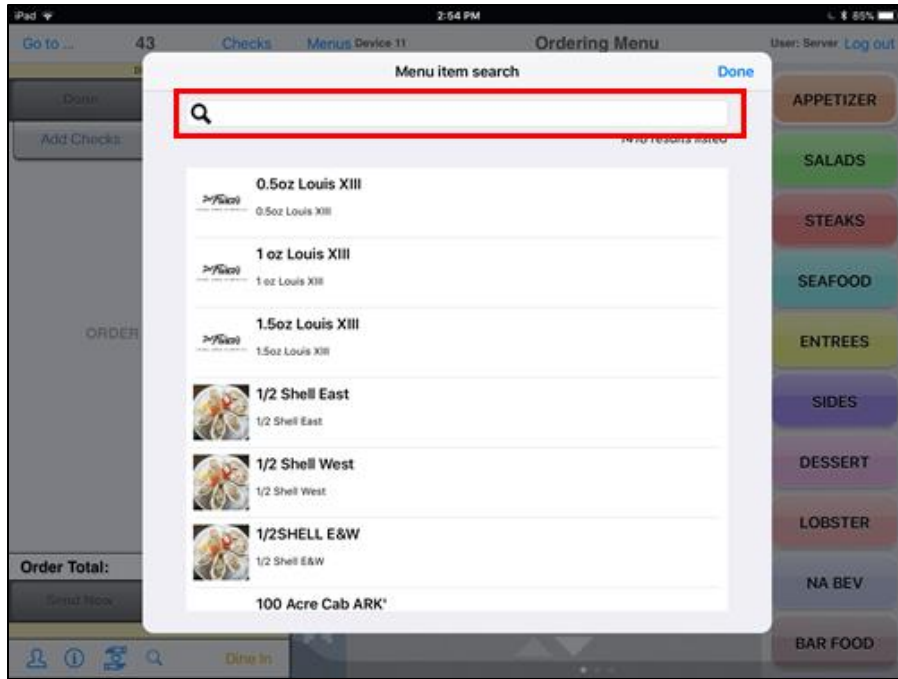 iPad 2:54 PM 85%
Go to ... 43 Checks Menus Device 11 Ordering Menu User: Server Log out
Menu item search Done
Done
Add Checks
results listed
0.5oz Louis XIII
0.5oz Louis XIII
1 oz Louis XIII
1 oz Louis XIII
1.5oz Louis XIII
1.5oz Louis XIII
ORDER
1/2 Shell East
1/2 Shell East
1/2 Shell West
1/2 Shell West
1/2SHELL E&W
1/2 Shell E&W
100 Acre Cab ARK'
Order Total:
Send Now
Dine In
APPETIZER
SALADS
STEAKS
SEAFOOD
ENTREES
SIDES
DESSERT
LOBSTER
NA BEV
BAR FOOD